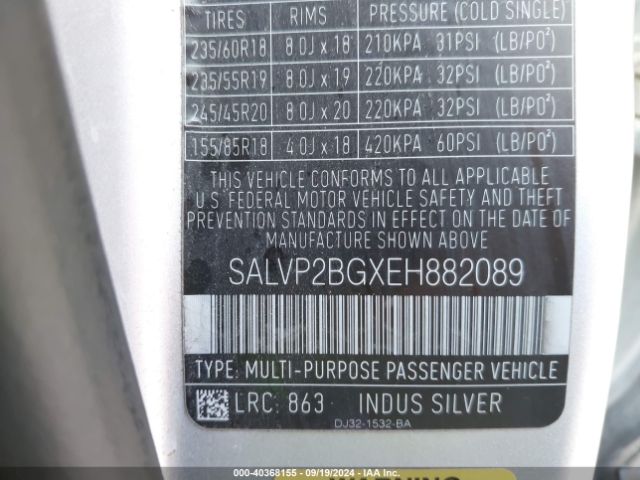 TIRES RIMS PRESSURE (COLD SINGLE)
235/60R18 8.0J x 18 210KPA 31PSI (LB/PO²)
235/55R19 8.0J x 19 220KPA 32PSI (LB/PO²)
245/45R20 8.0J x 20 220KPA 32PSI (LB/PO²)
155/85R18 4.0J x 18 420KPA 60PSI (LB/PO²)
THIS VEHICLE CONFORMS TO ALL APPLICABLE
U.S. FEDERAL MOTOR VEHICLE SAFETY AND THEFT
PREVENTION STANDARDS IN EFFECT ON THE DATE OF
MANUFACTURE SHOWN ABOVE
SALVP2BGXEH882089
TYPE: MULTI-PURPOSE PASSENGER VEHICLE
LRC: 863 INDUS SILVER
DJ32-1532-BA
WARNING
000-40368155 - 09/19/2024 - IAA Inc.